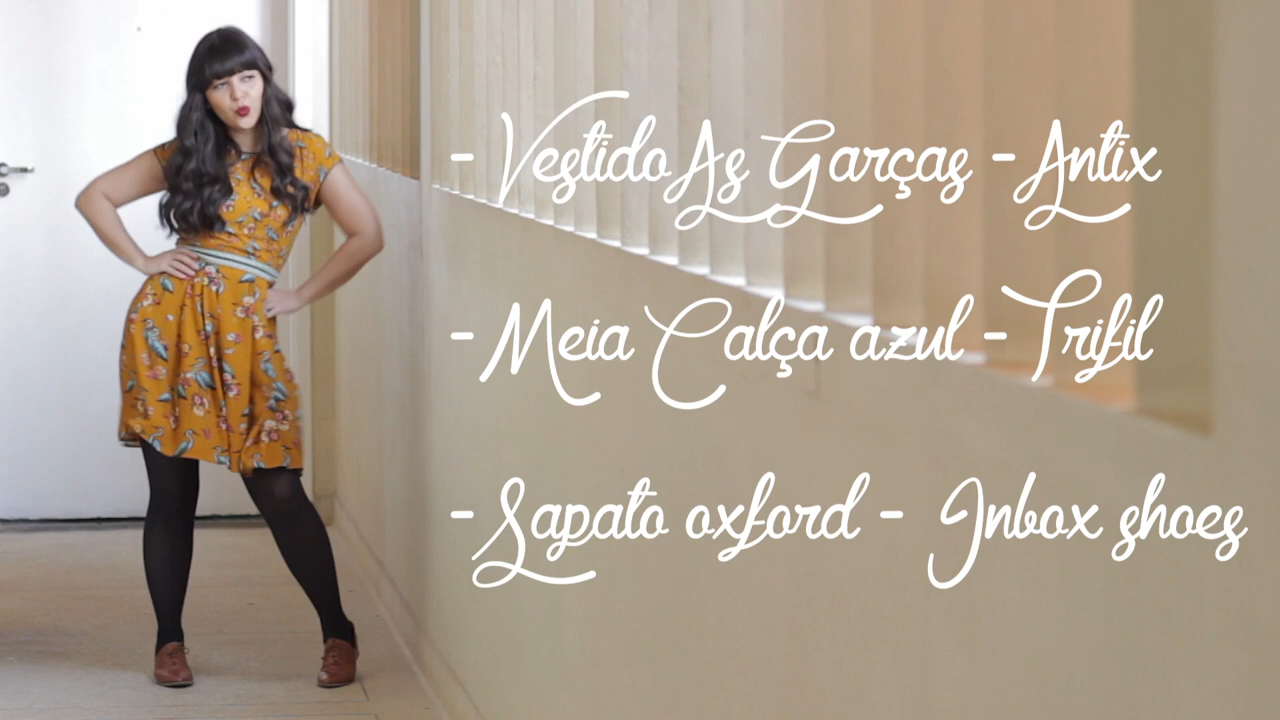 - Vestido As Garças - Antix
- Meia Calça azul - Trifil
- Sapato oxford - Inbox shoes